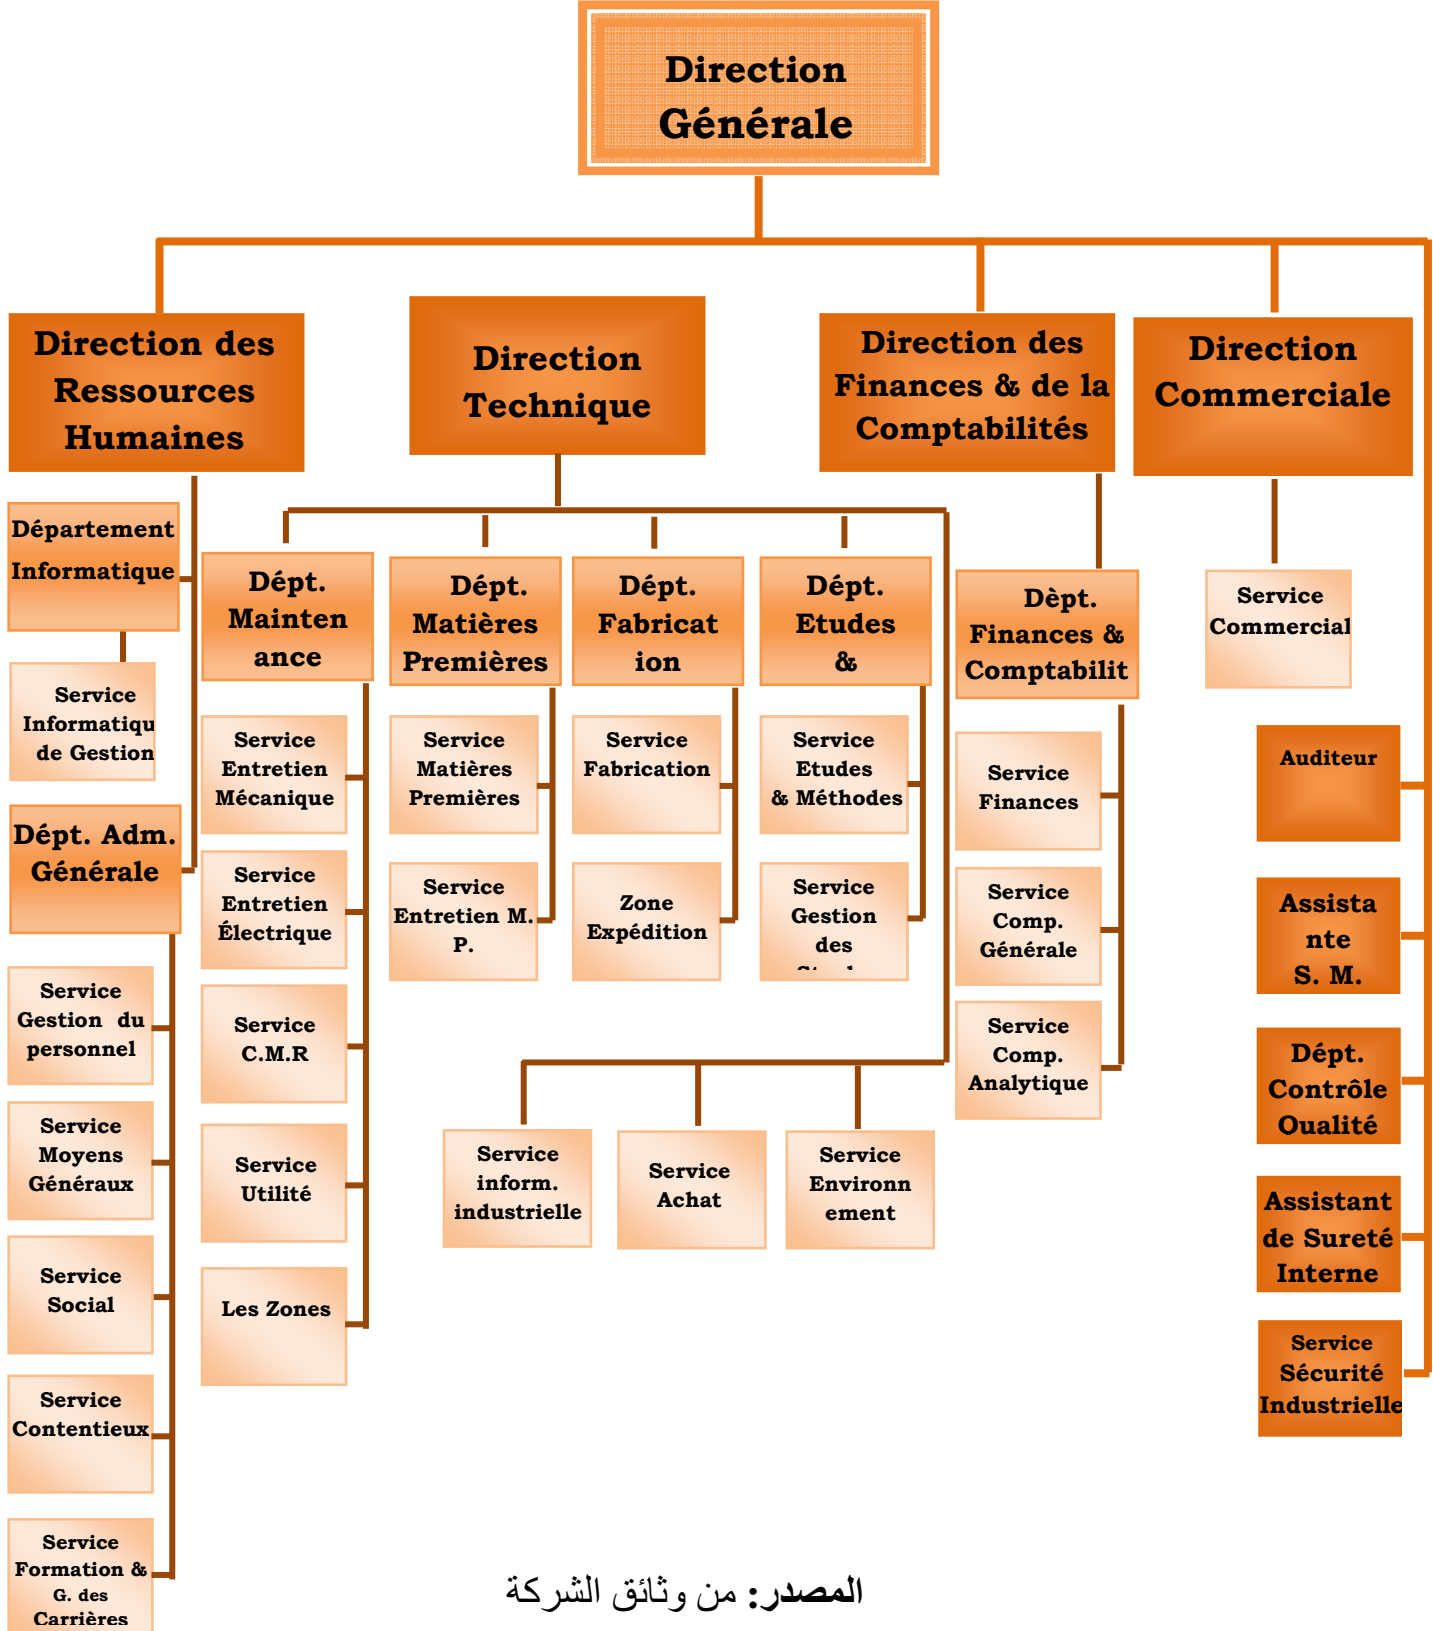 Direction
Générale
Direction des
Ressources
Humaines
Direction
Technique
Direction des
Finances & de la
Comptabilités
Direction
Commerciale
Département
Informatique
Service
Informatiqu
de Gestion
Dépt. Adm.
Générale
Service
Gestion du
personnel
Service
Moyens
Généraux
Service
Social
Service
Contentieux
Service
Formation &
G. des
Carrières
Dépt.
Mainten
ance
Service
Entretien
Mécanique
Service
Entretien
Électrique
Service
C.M.R
Service
Utilité
Les Zones
Dépt.
Matières
Premières
Service
Matières
Premières
Service
Entretien M.
P.
Dépt.
Fabricat
ion
Service
Fabrication
Zone
Expédition
Dépt.
Etudes
&
Service
Etudes
& Méthodes
Service
Gestion
des
Service
inform.
industrielle
Service
Achat
Service
Environn
ement
Dèpt.
Finances &
Comptabilit
Service
Finances
Service
Comp.
Générale
Service
Comp.
Analytique
Service
Commercial
Auditeur
Assista
nte
S. M.
Dépt.
Contrôle
Qualité
Assistant
de Sureté
Interne
Service
Sécurité
Industrielle
المصدر: من وثائق الشركة